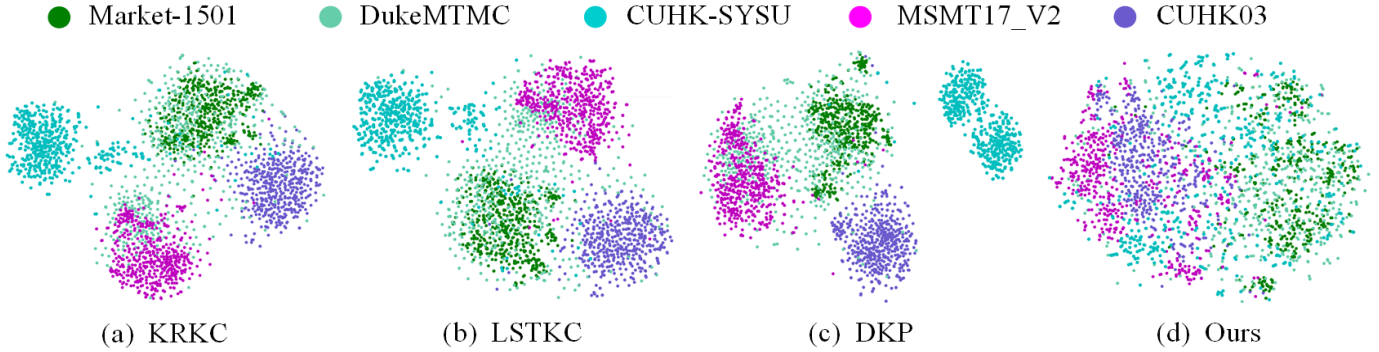 Market-1501 DukeMTMC CUHK-SYSU MSMT17_V2 CUHK03
(a) KRKC (b) LSTKC (c) DKP (d) Ours